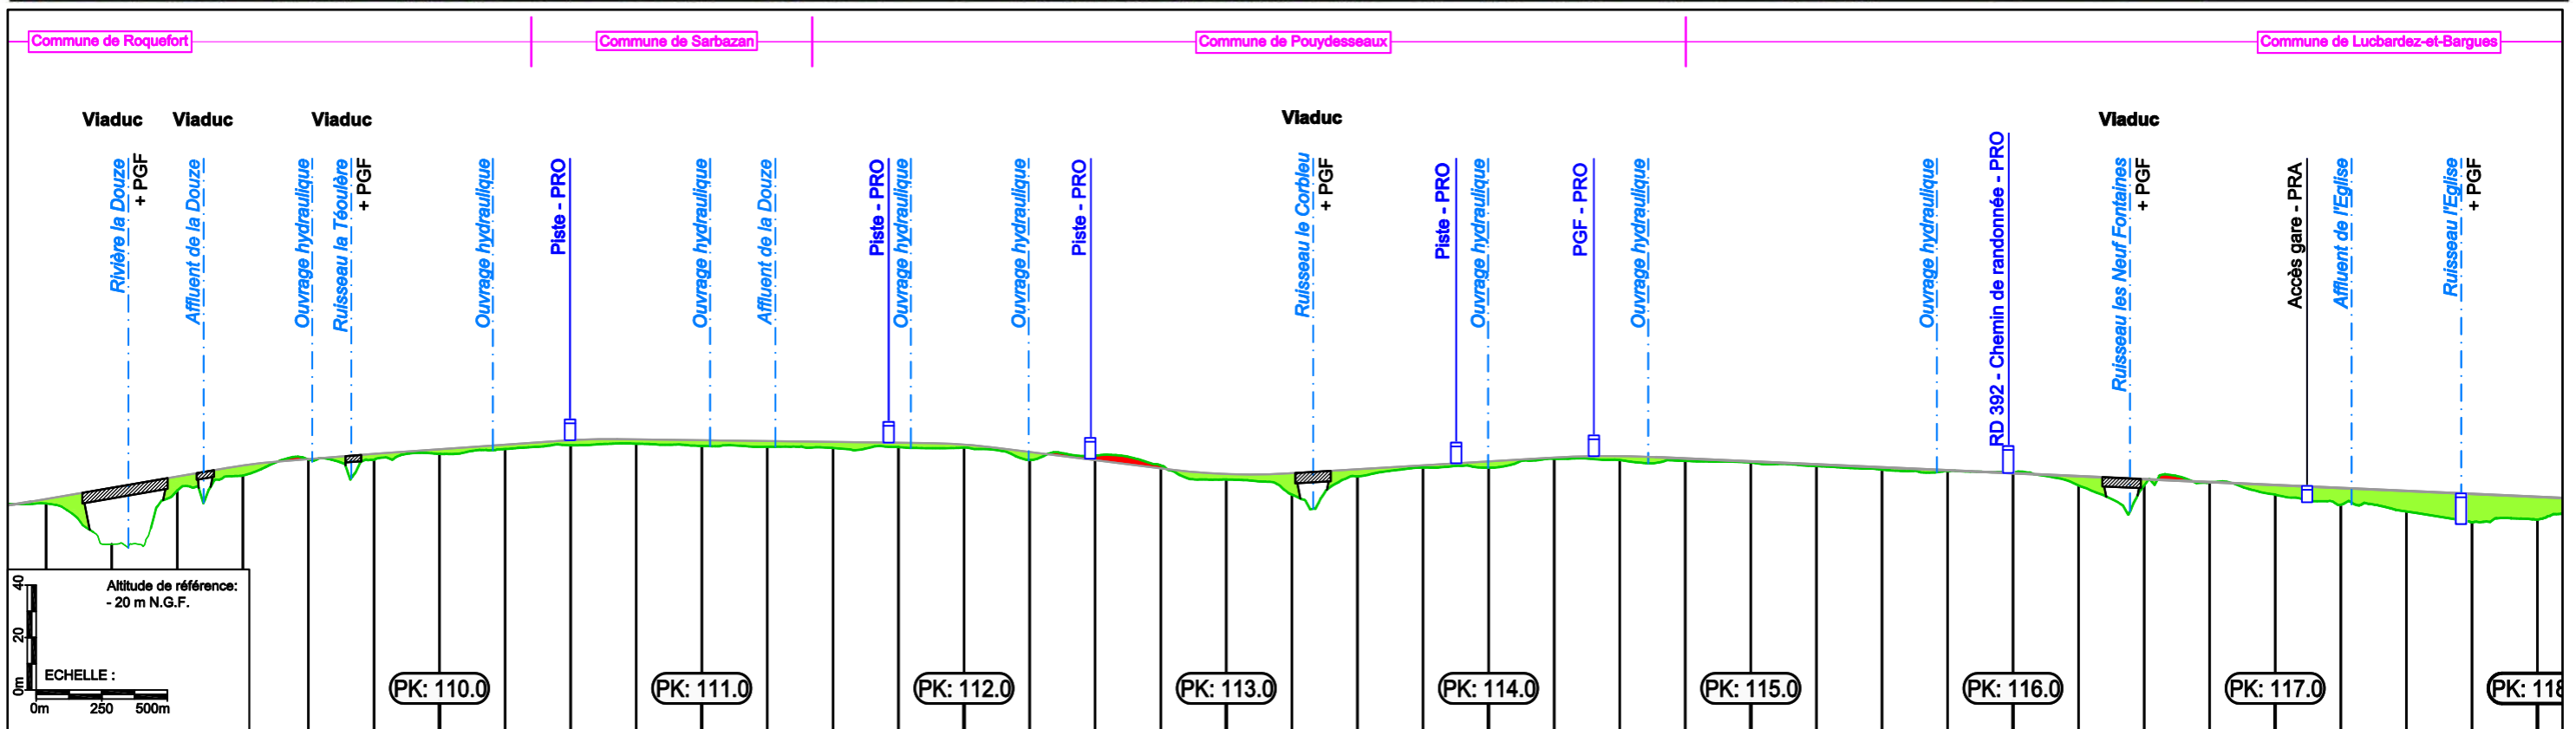 Commune de Roquefort
Commune de Sarbazan
Commune de Pouydesseaux
Commune de Lucbardez-et-Bargues
Viaduc
Viaduc
Viaduc
Viaduc
Viaduc
Rivière la Douze
+ PGF
Affluent de la Douze
Ouvrage hydraulique
Ruisseau la Téoulère
+ PGF
Ouvrage hydraulique
Piste - PRO
Ouvrage hydraulique
Affluent de la Douze
Piste - PRO
Ouvrage hydraulique
Ouvrage hydraulique
Piste - PRO
Ruisseau le Corbleu
+ PGF
Piste - PRO
Ouvrage hydraulique
PGF - PRO
Ouvrage hydraulique
Ouvrage hydraulique
RD 392 - Chemin de randonnée - PRO
Ruisseau les Neuf Fontaines
+ PGF
Accès gare - PRA
Affluent de l'Eglise
Ruisseau l'Eglise
+ PGF
Altitude de référence:
- 20 m N.G.F.
40
20
0m
ECHELLE :
0m 250 500m
PK: 110.0
PK: 111.0
PK: 112.0
PK: 113.0
PK: 114.0
PK: 115.0
PK: 116.0
PK: 117.0
PK: 118